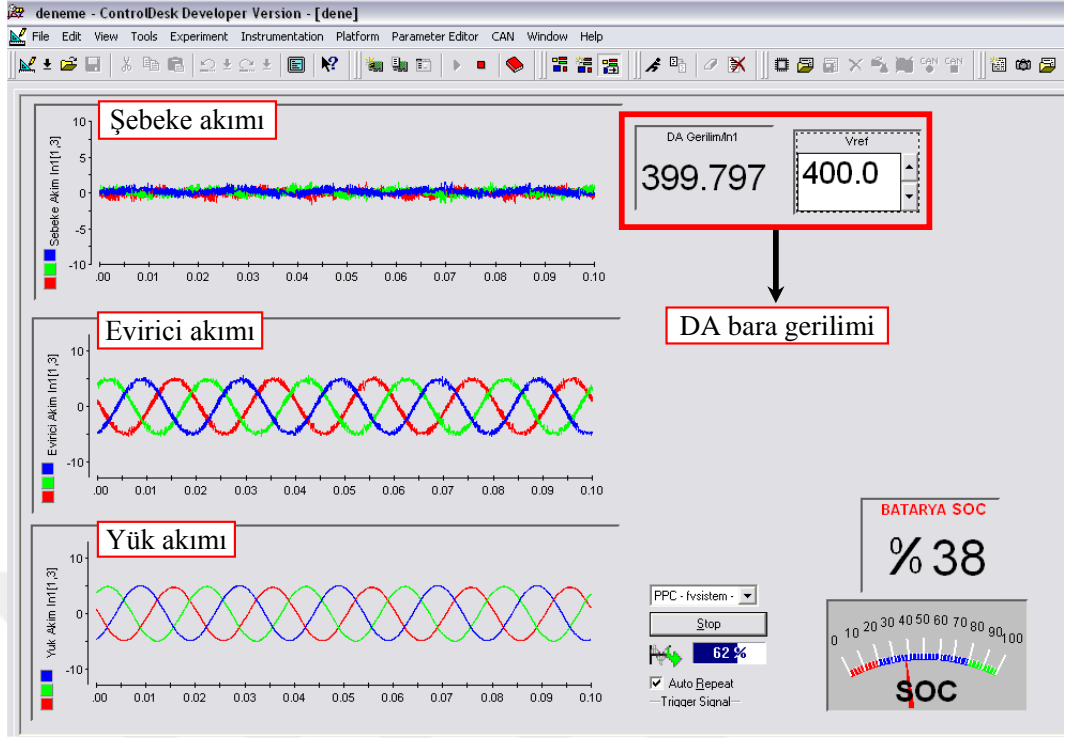 deneme - ControlDesk Developer Version - [dene]
File Edit View Tools Experiment Instrumentation Platform Parameter Editor CAN Window Help
CAN CAN
Şebeke akımı
Sebeke Akim In1[1,3]
10
5
0
-5
-10
.00 0.01 0.02 0.03 0.04 0.05 0.06 0.07 0.08 0.09 0.10
DA Gerilim/In1
399.797
Vref
400.0
DA bara gerilimi
Evirici akımı
Evirici Akim In1[1,3]
10
0
-10
.00 0.01 0.02 0.03 0.04 0.05 0.06 0.07 0.08 0.09 0.10
Yük akımı
Yuk Akim In1[1,3]
10
0
-10
.00 0.01 0.02 0.03 0.04 0.05 0.06 0.07 0.08 0.09 0.10
PPC - fvsistem -
Stop
62 %
Auto Repeat
Trigger Signal
BATARYA SOC
%38
0 10 20 30 40 50 60 70 80 90 100
SOC